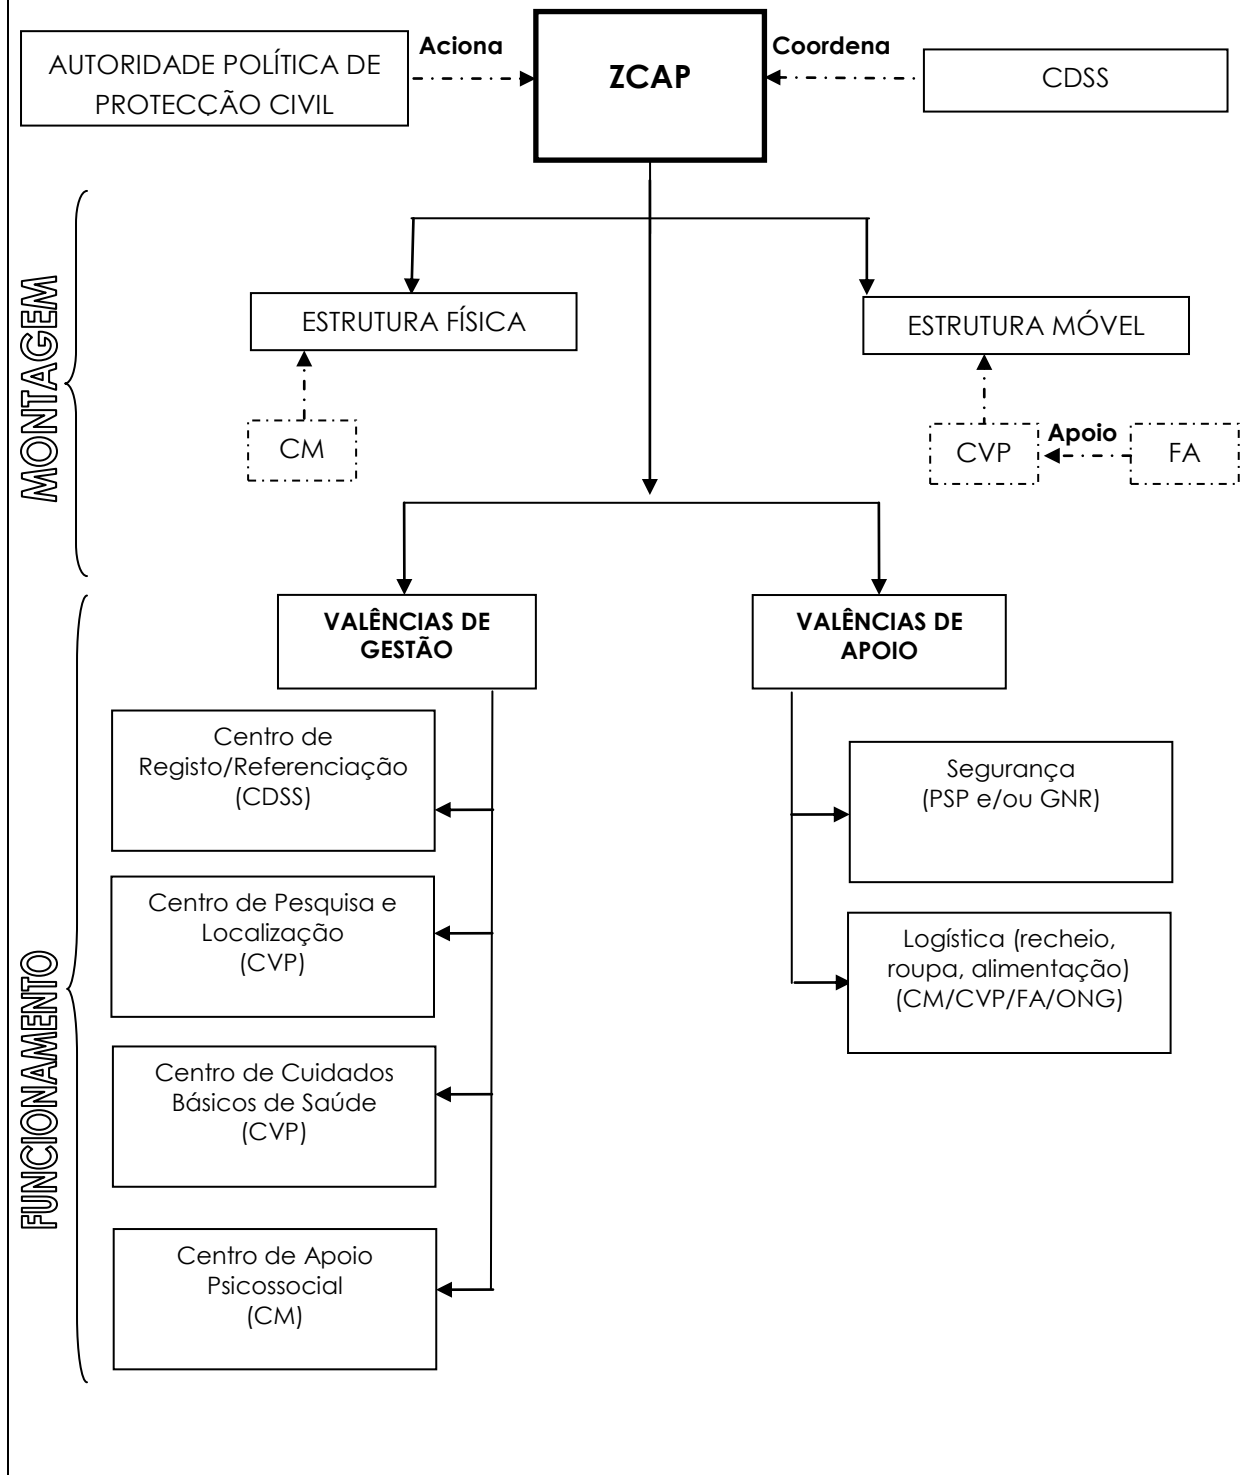 Aciona
Coordena
AUTORIDADE POLÍTICA DE
PROTECÇÃO CIVIL
ZCAP
CDSS
MONTAGEM
ESTRUTURA FÍSICA
ESTRUTURA MÓVEL
CM
CVP
Apoio
FA
FUNCIONAMENTO
VALÊNCIAS DE
GESTÃO
VALÊNCIAS DE
APOIO
Centro de
Registo/Referenciação
(CDSS)
Segurança
(PSP e/ou GNR)
Centro de Pesquisa e
Localização
(CVP)
Logística (recheio,
roupa, alimentação)
(CM/CVP/FA/ONG)
Centro de Cuidados
Básicos de Saúde
(CVP)
Centro de Apoio
Psicossocial
(CM)